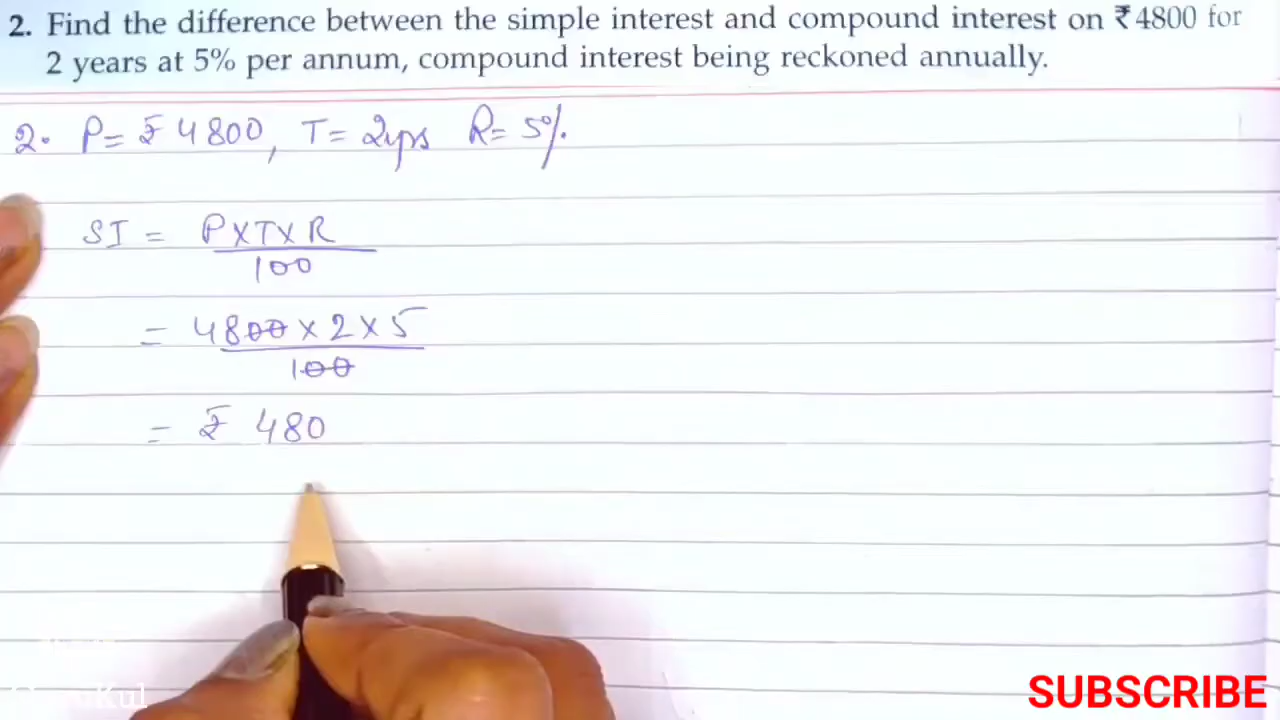 2. Find the difference between the simple interest and compound interest on ₹4800 for
2 years at 5% per annum, compound interest being reckoned annually.
2. P= ₹ 4800, T= 2yrs R= 5%
SI = P×T×R
100
= 4800 × 2 × 5
100
= ₹ 480
SUBSCRIBE